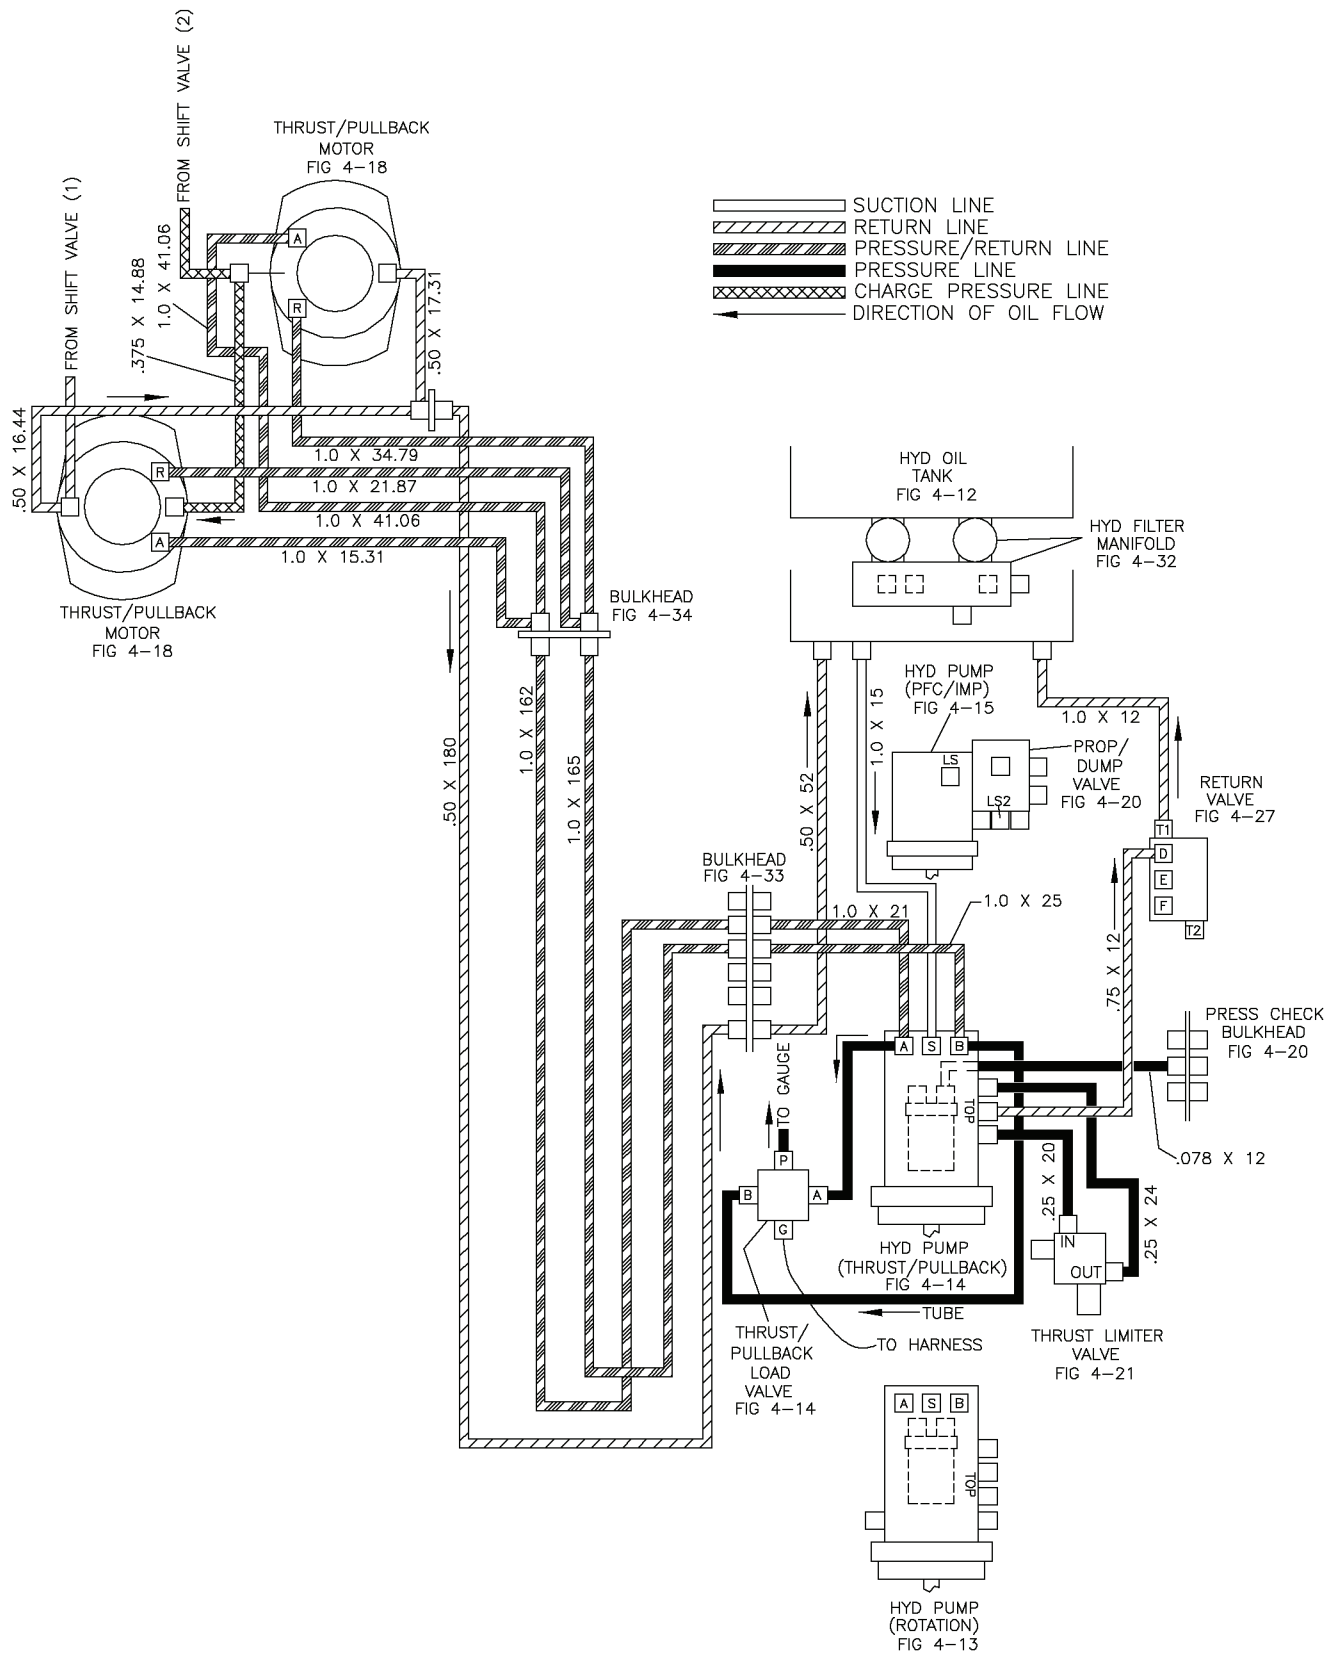 FROM SHIFT VALVE (2)
FROM SHIFT VALVE (1)
THRUST/PULLBACK
MOTOR
FIG 4-18
A
R
.375 X 14.88
1.0 X 41.06
.50 X 17.31
SUCTION LINE
RETURN LINE
PRESSURE/RETURN LINE
PRESSURE LINE
CHARGE PRESSURE LINE
DIRECTION OF OIL FLOW
.50 X 16.44
R
A
1.0 X 34.79
1.0 X 21.87
1.0 X 41.06
1.0 X 15.31
THRUST/PULLBACK
MOTOR
FIG 4-18
BULKHEAD
FIG 4-34
HYD OIL
TANK
FIG 4-12
HYD FILTER
MANIFOLD
FIG 4-32
HYD PUMP
(PFC/IMP)
FIG 4-15
LS
LS2
PROP/
DUMP
VALVE
FIG 4-20
1.0 X 12
RETURN
VALVE
FIG 4-27
T1
D
E
F
T2
.50 X 180
1.0 X 162
1.0 X 165
.50 X 52
1.0 X 15
BULKHEAD
FIG 4-33
1.0 X 21
1.0 X 25
.75 X 12
PRESS CHECK
BULKHEAD
FIG 4-20
A
S
B
TOP
TO GAUGE
P
B
A
G
.078 X 12
.25 X 20
.25 X 24
IN
OUT
HYD PUMP
(THRUST/PULLBACK)
FIG 4-14
TUBE
TO HARNESS
THRUST/
PULLBACK
LOAD
VALVE
FIG 4-14
THRUST LIMITER
VALVE
FIG 4-21
A
S
B
TOP
HYD PUMP
(ROTATION)
FIG 4-13